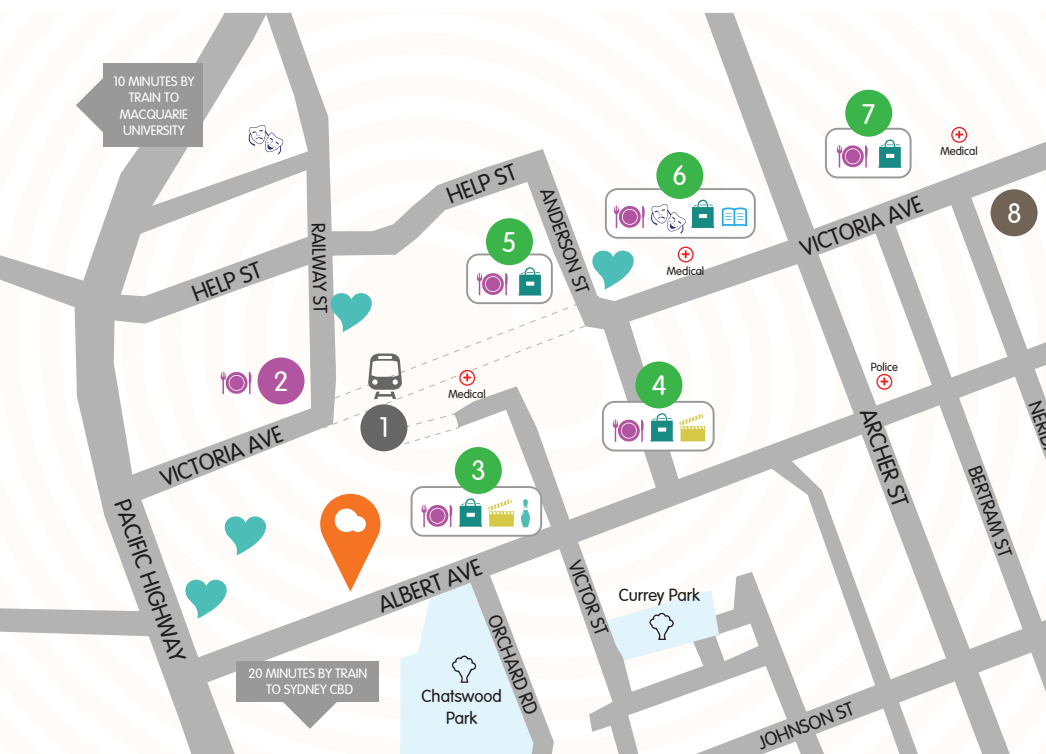 10 MINUTES BY
TRAIN TO
MACQUARIE
UNIVERSITY
7
Medical
HELP ST
6
ANDERSON ST
8
VICTORIA AVE
RAILWAY ST
5
Medical
HELP ST
2
Police
4
Medical
1
VICTORIA AVE
ARCHER ST
3
BERTRAM ST
PACIFIC HIGHWAY
ALBERT AVE
VICTOR ST
Currey Park
ORCHARD RD
20 MINUTES BY TRAIN
TO SYDNEY CBD
Chatswood
Park
JOHNSON ST